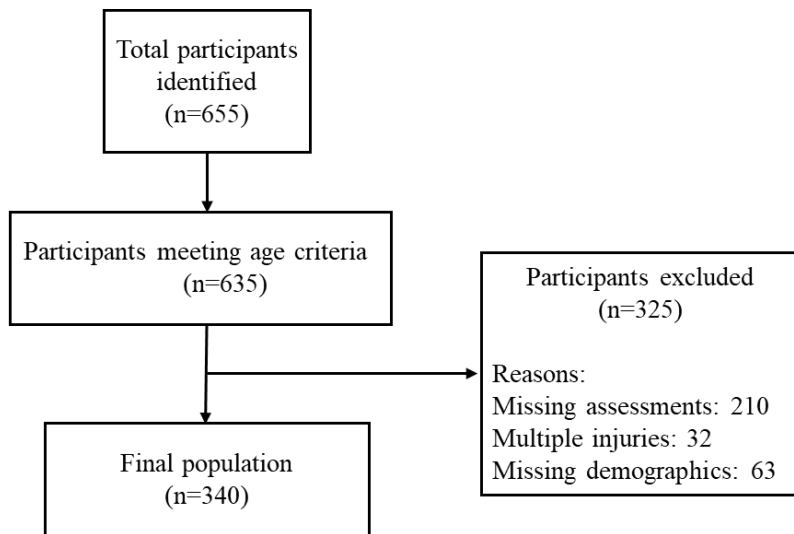 Total participants
identified
(n=655)
Participants meeting age criteria
(n=635)
Participants excluded
(n=325)
Reasons:
Missing assessments: 210
Multiple injuries: 32
Missing demographics: 63
Final population
(n=340)